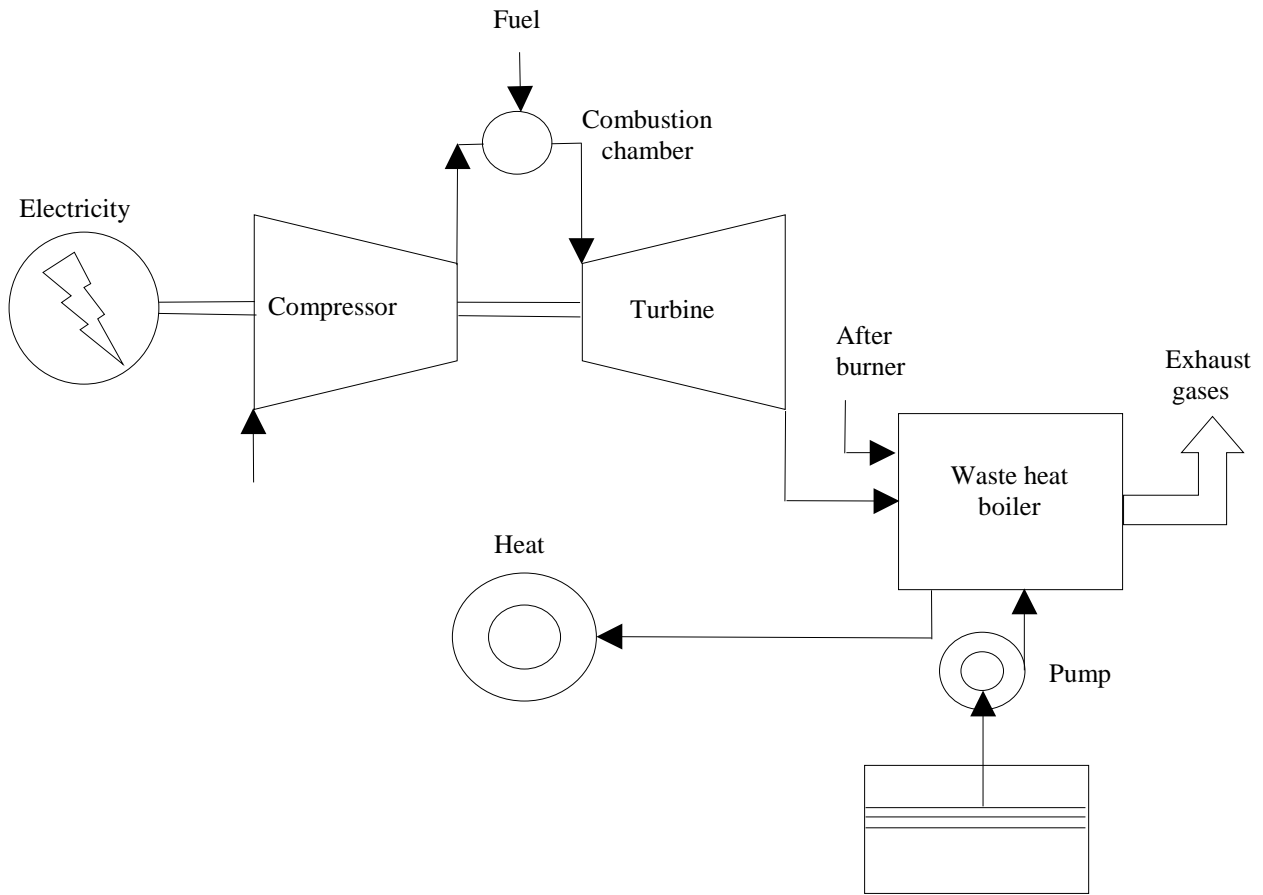 Fuel
Combustion
chamber
Electricity
Compressor
Turbine
After
burner
Exhaust
gases
Waste heat
boiler
Heat
Pump